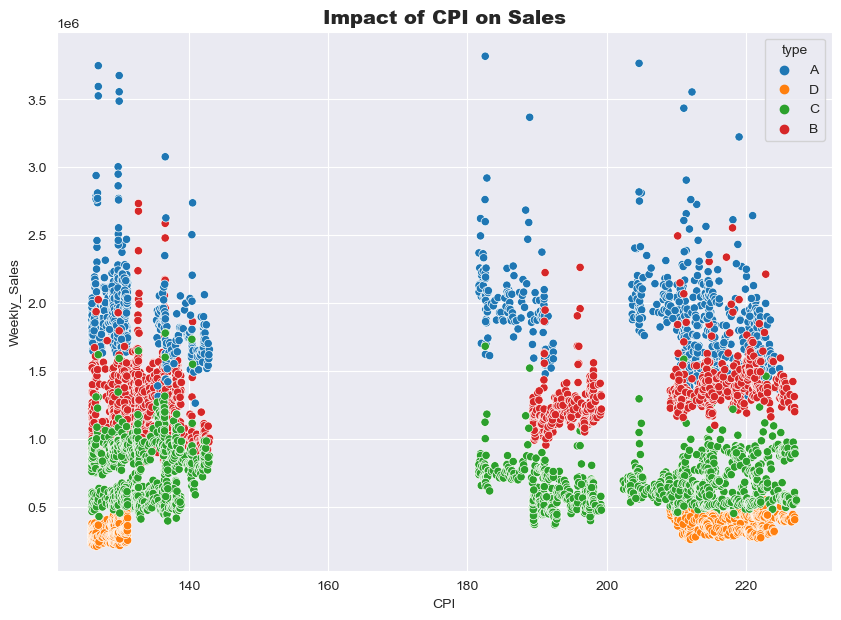 Impact of CPI on Sales
1e6
type
A
D
C
B
3.5
3.0
2.5
2.0
1.5
1.0
0.5
Weekly_Sales
140
160
180
200
220
CPI